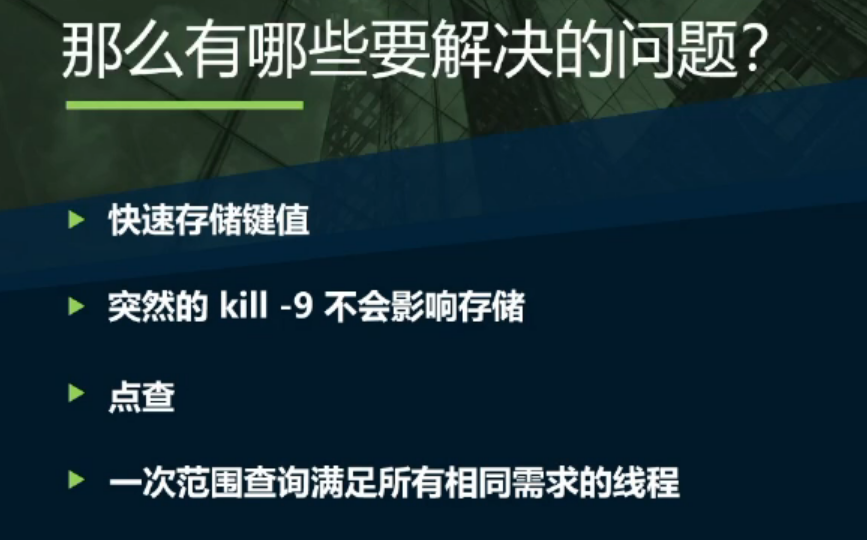 那么有哪些要解决的问题？
快速存储键值
突然的 kill -9 不会影响存储
点查
一次范围查询满足所有相同需求的线程